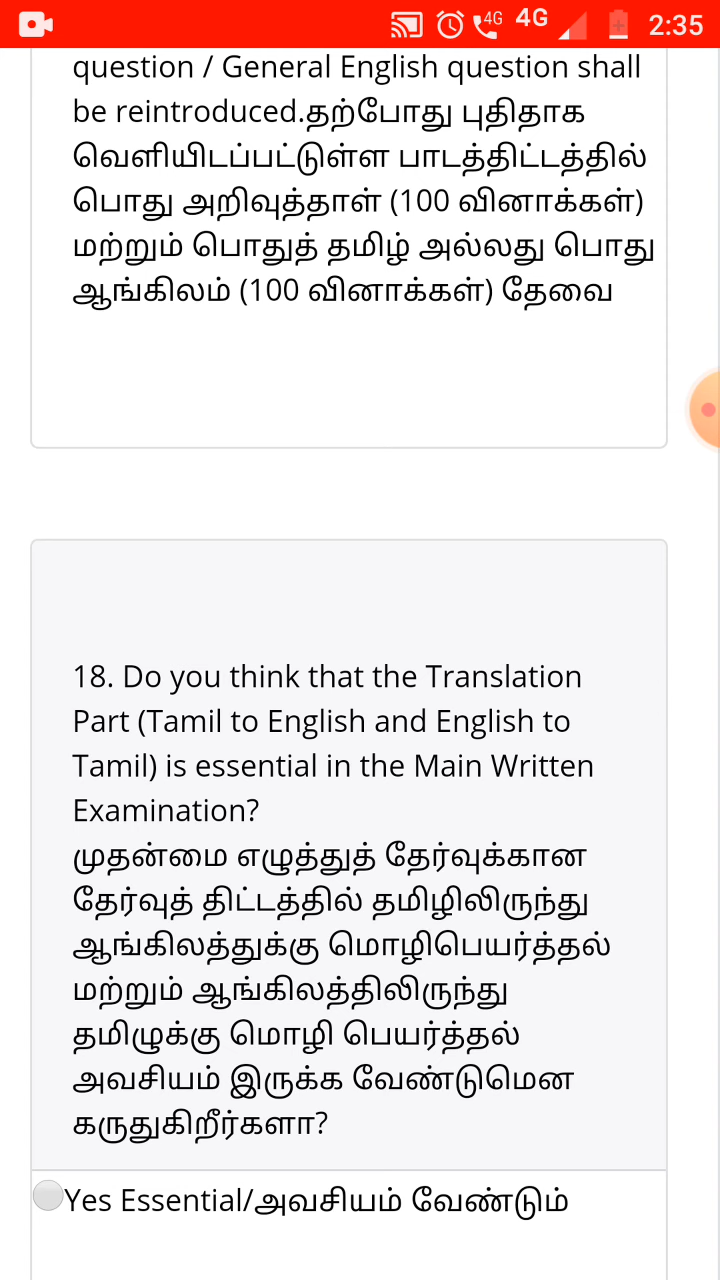 4G 4G 2:35
question / General English question shall
be reintroduced.தற்போது புதிதாக
வெளியிடப்பட்டுள்ள பாடத்திட்டத்தில்
பொது அறிவுத்தாள் (100 வினாக்கள்)
மற்றும் பொதுத் தமிழ் அல்லது பொது
ஆங்கிலம் (100 வினாக்கள்) தேவை
18. Do you think that the Translation
Part (Tamil to English and English to
Tamil) is essential in the Main Written
Examination?
முதன்மை எழுத்துத் தேர்வுக்கான
தேர்வுத் திட்டத்தில் தமிழிலிருந்து
ஆங்கிலத்துக்கு மொழிபெயர்த்தல்
மற்றும் ஆங்கிலத்திலிருந்து
தமிழுக்கு மொழி பெயர்த்தல்
அவசியம் இருக்க வேண்டுமென
கருதுகிறீர்களா?
Yes Essential/அவசியம் வேண்டும்